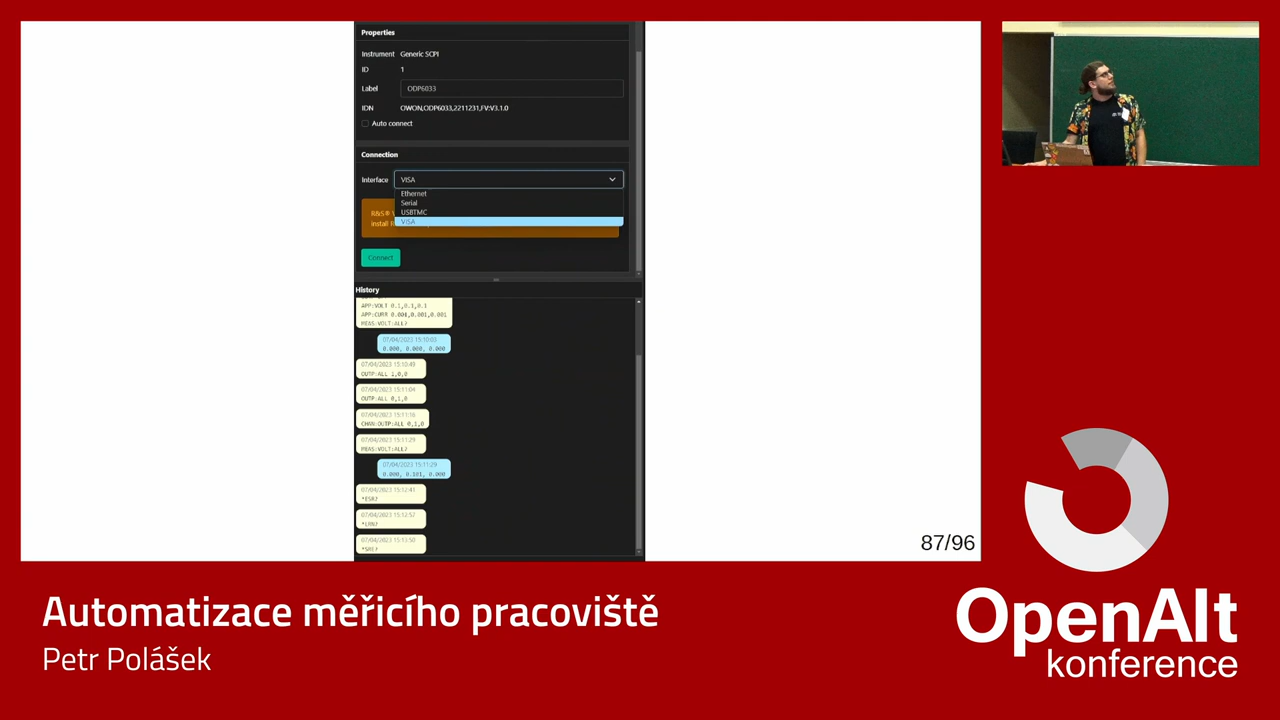 Properties
Instrument Generic SCPI
ID 1
Label ODP6033
IDN OWON,ODP6033,2211231,FV:V3.1.0
Auto connect
Connection
Interface VISA
Ethernet
Serial
USBTMC
VISA
R&S®
install
Connect
History
APP:VOLT 0.1,0.1,0.1
APP:CURR 0.001,0.001,0.001
MEAS:VOLT:ALL?
07/04/2023 15:10:03
0.000, 0.000, 0.000
07/04/2023 15:10:49
OUTP:ALL 1,0,0
07/04/2023 15:11:04
OUTP:ALL 0,1,0
07/04/2023 15:11:16
CHAN:OUTP:ALL 0,1,0
07/04/2023 15:11:29
MEAS:VOLT:ALL?
07/04/2023 15:11:29
0.000, 0.101, 0.000
07/04/2023 15:12:41
*ESR?
07/04/2023 15:12:57
07/04/2023 15:13:50
87/96
Automatizace měřicího pracoviště
Petr Polášek
OpenAlt
konference